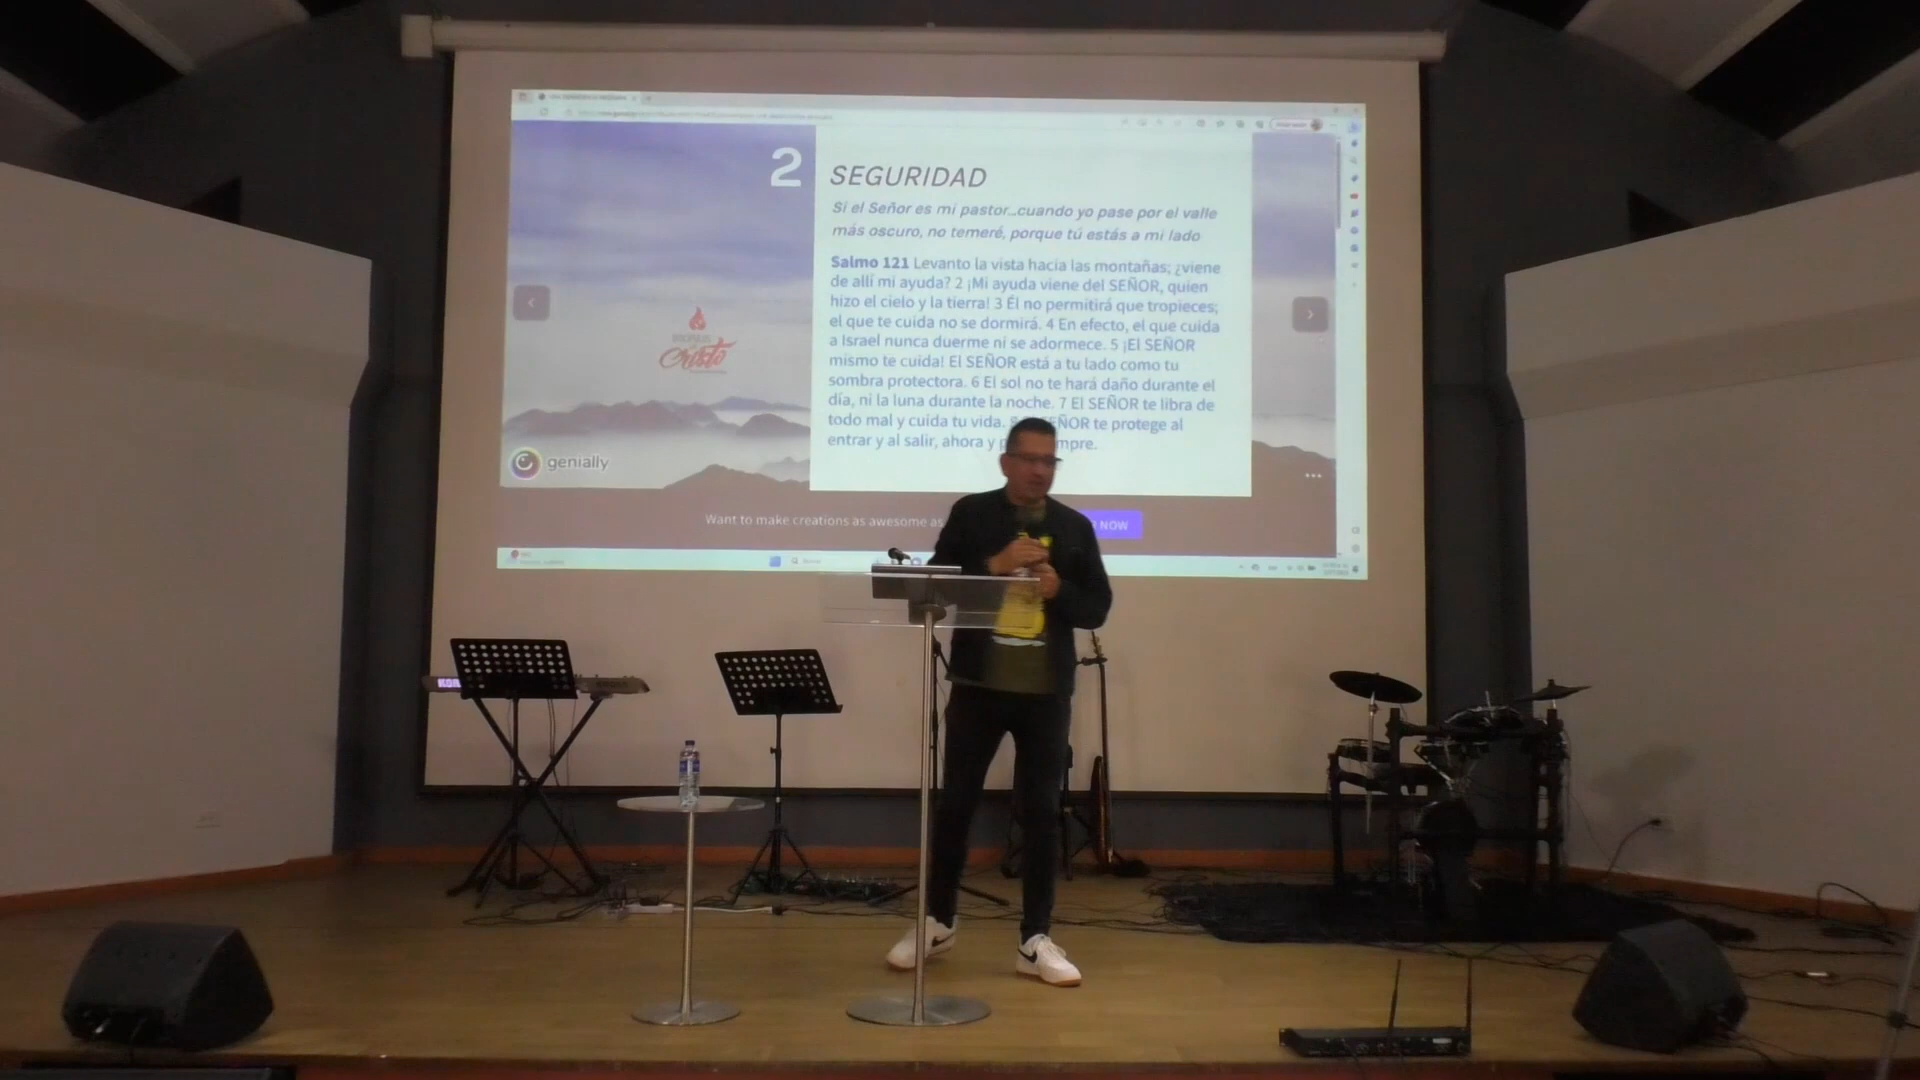 2
SEGURIDAD
Si el Señor es mi pastor...cuando yo pase por el valle
más oscuro, no temeré, porque tú estás a mi lado
Salmo 121 Levanto la vista hacia las montañas; ¿viene
de allí mi ayuda? 2 ¡Mi ayuda viene del SEÑOR, quien
hizo el cielo y la tierra! 3 Él no permitirá que tropieces;
el que te cuida no se dormirá. 4 En efecto, el que cuida
a Israel nunca duerme ni se adormece. 5 ¡El SEÑOR
mismo te cuida! El SEÑOR está a tu lado como tu
sombra protectora. 6 El sol no te hará daño durante el
día, ni la luna durante la noche. 7 El SEÑOR te libra de
todo mal y cuida tu vida. SEÑOR te protege al
entrar y al salir, ahora y
Cristo
genially
Want to make creations as awesome as
NOW